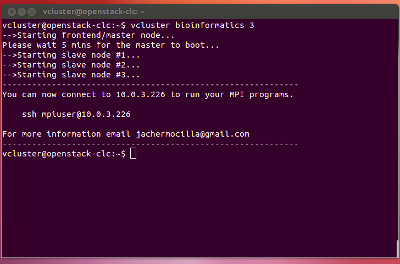 vcluster@openstack-clc: ~
vcluster@openstack-clc:~$ vcluster bioinformatics 3
-->Starting frontend/master node...
Please wait 5 mins for the master to boot...
-->Starting slave node #1...
-->Starting slave node #2...
-->Starting slave node #3...
------------------------------------------------------------
You can now connect to 10.0.3.226 to run your MPI programs.
ssh mpiuser@10.0.3.226
For more information email jachermocilla@gmail.com
------------------------------------------------------------
vcluster@openstack-clc:~$